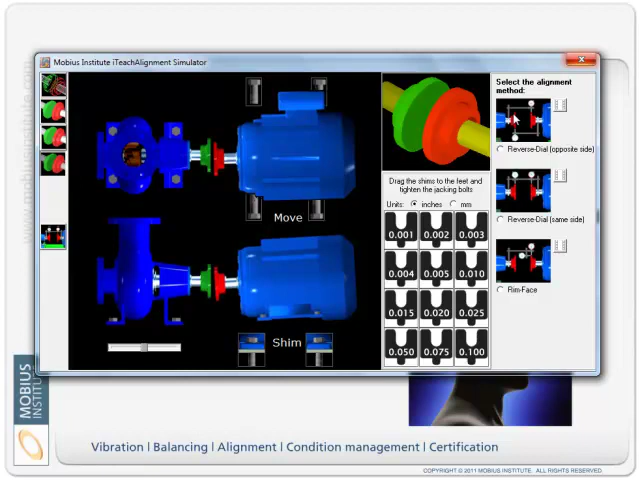 Mobius Institute iTeachAlignment Simulator
Select the alignment
method:
Reverse-Dial (opposite side)
Drag the shims to the feet and
tighten the jacking bolts
Units: inches mm
Move
0.001 0.002 0.003
Reverse-Dial (same side)
0.004 0.005 0.010
Rim-Face
0.015 0.020 0.025
Shim
0.050 0.075 0.100
MOBIUS
INSTITUTE
Vibration | Balancing | Alignment | Condition management | Certification
COPYRIGHT © 2011 MOBIUS INSTITUTE. ALL RIGHTS RESERVED.